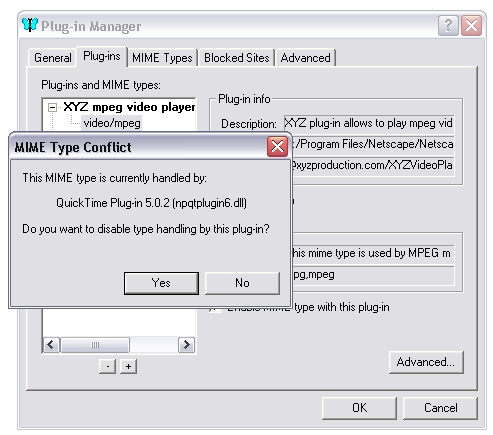 Plug-in Manager
General Plug-ins MIME Types Blocked Sites Advanced
Plug-ins and MIME types:
XYZ mpeg video player
video/mpeg
Plug-in info
Description: XYZ plug-in allows to play mpeg vid
:/Program Files/Netscape/Netsca
xyzproduction.com/XYZVideoPla
MIME Type Conflict
This MIME type is currently handled by:
QuickTime Plug-in 5.0.2 (npqtplugin6.dll)
Do you want to disable type handling by this plug-in?
Yes No
his mime type is used by MPEG m
pg,mpeg
Enable MIME type with this plug-in
- +
Advanced...
OK Cancel